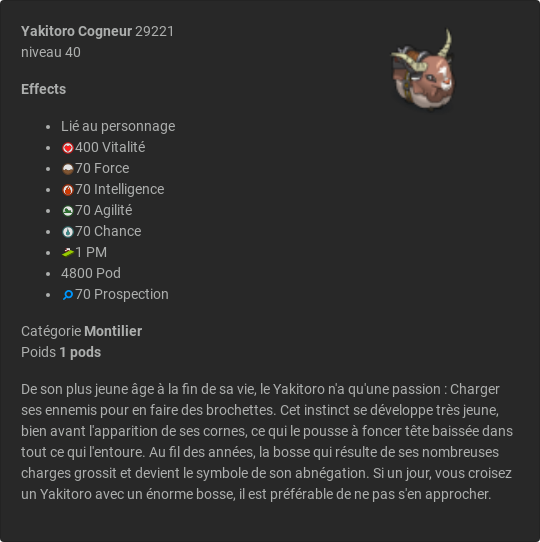 Yakitoro Cogneur 29221
niveau 40
Effects
Lié au personnage
400 Vitalité
70 Force
70 Intelligence
70 Agilité
70 Chance
1 PM
4800 Pod
70 Prospection
Catégorie Montilier
Poids 1 pods
De son plus jeune âge à la fin de sa vie, le Yakitoro n'a qu'une passion : Charger
ses ennemis pour en faire des brochettes. Cet instinct se développe très jeune,
bien avant l'apparition de ses cornes, ce qui le pousse à foncer tête baissée dans
tout ce qui l'entoure. Au fil des années, la bosse qui résulte de ses nombreuses
charges grossit et devient le symbole de son abnégation. Si un jour, vous croisez
un Yakitoro avec un énorme bosse, il est préférable de ne pas s'en approcher.